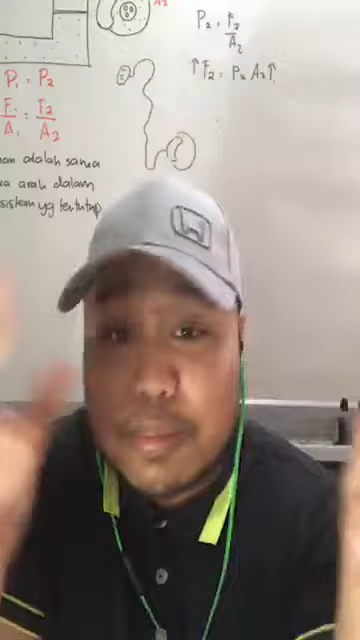 A₂
P₂ = F₂
A₂
↑F₂ = P₂ A₂↑
P₁ = P₂
F₁ = F₂
A₁ A₂
adalah sama
arah dalam
sistem yg tertutup